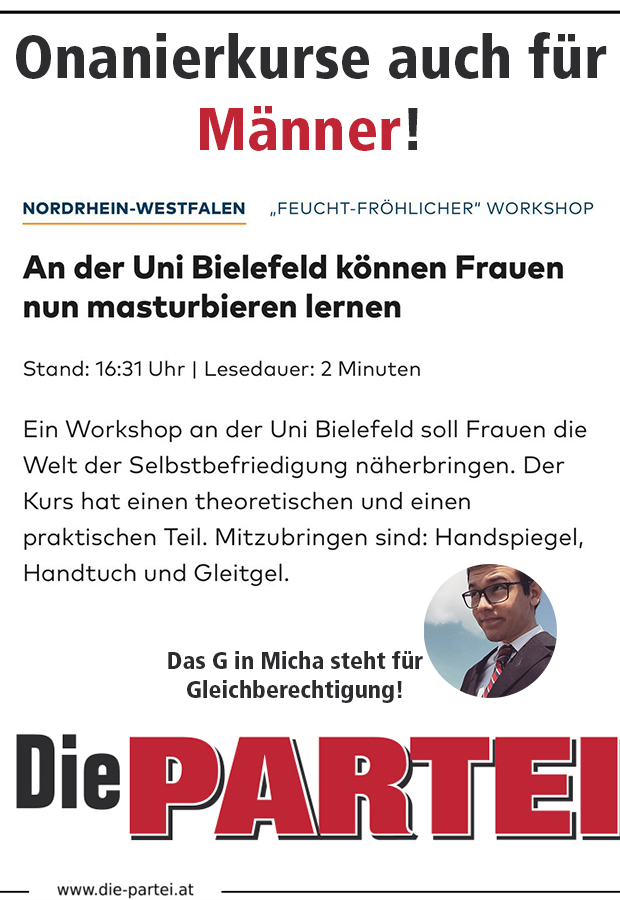 Onanierkurse auch für
Männer!
NORDRHEIN-WESTFALEN „FEUCHT-FRÖHLICHER“ WORKSHOP
An der Uni Bielefeld können Frauen
nun masturbieren lernen
Stand: 16:31 Uhr | Lesedauer: 2 Minuten
Ein Workshop an der Uni Bielefeld soll Frauen die
Welt der Selbstbefriedigung näherbringen. Der
Kurs hat einen theoretischen und einen
praktischen Teil. Mitzubringen sind: Handspiegel,
Handtuch und Gleitgel.
Das G in Micha steht für
Gleichberechtigung!
Die PARTEI
www.die-partei.at